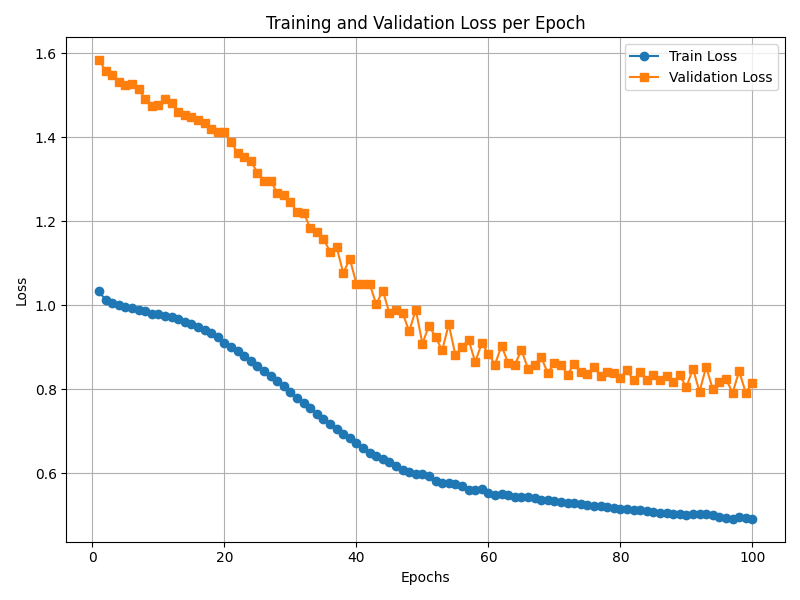 Training and Validation Loss per Epoch
Train Loss
Validation Loss
Loss
1.6
1.4
1.2
1.0
0.8
0.6
0
20
40
60
80
100
Epochs